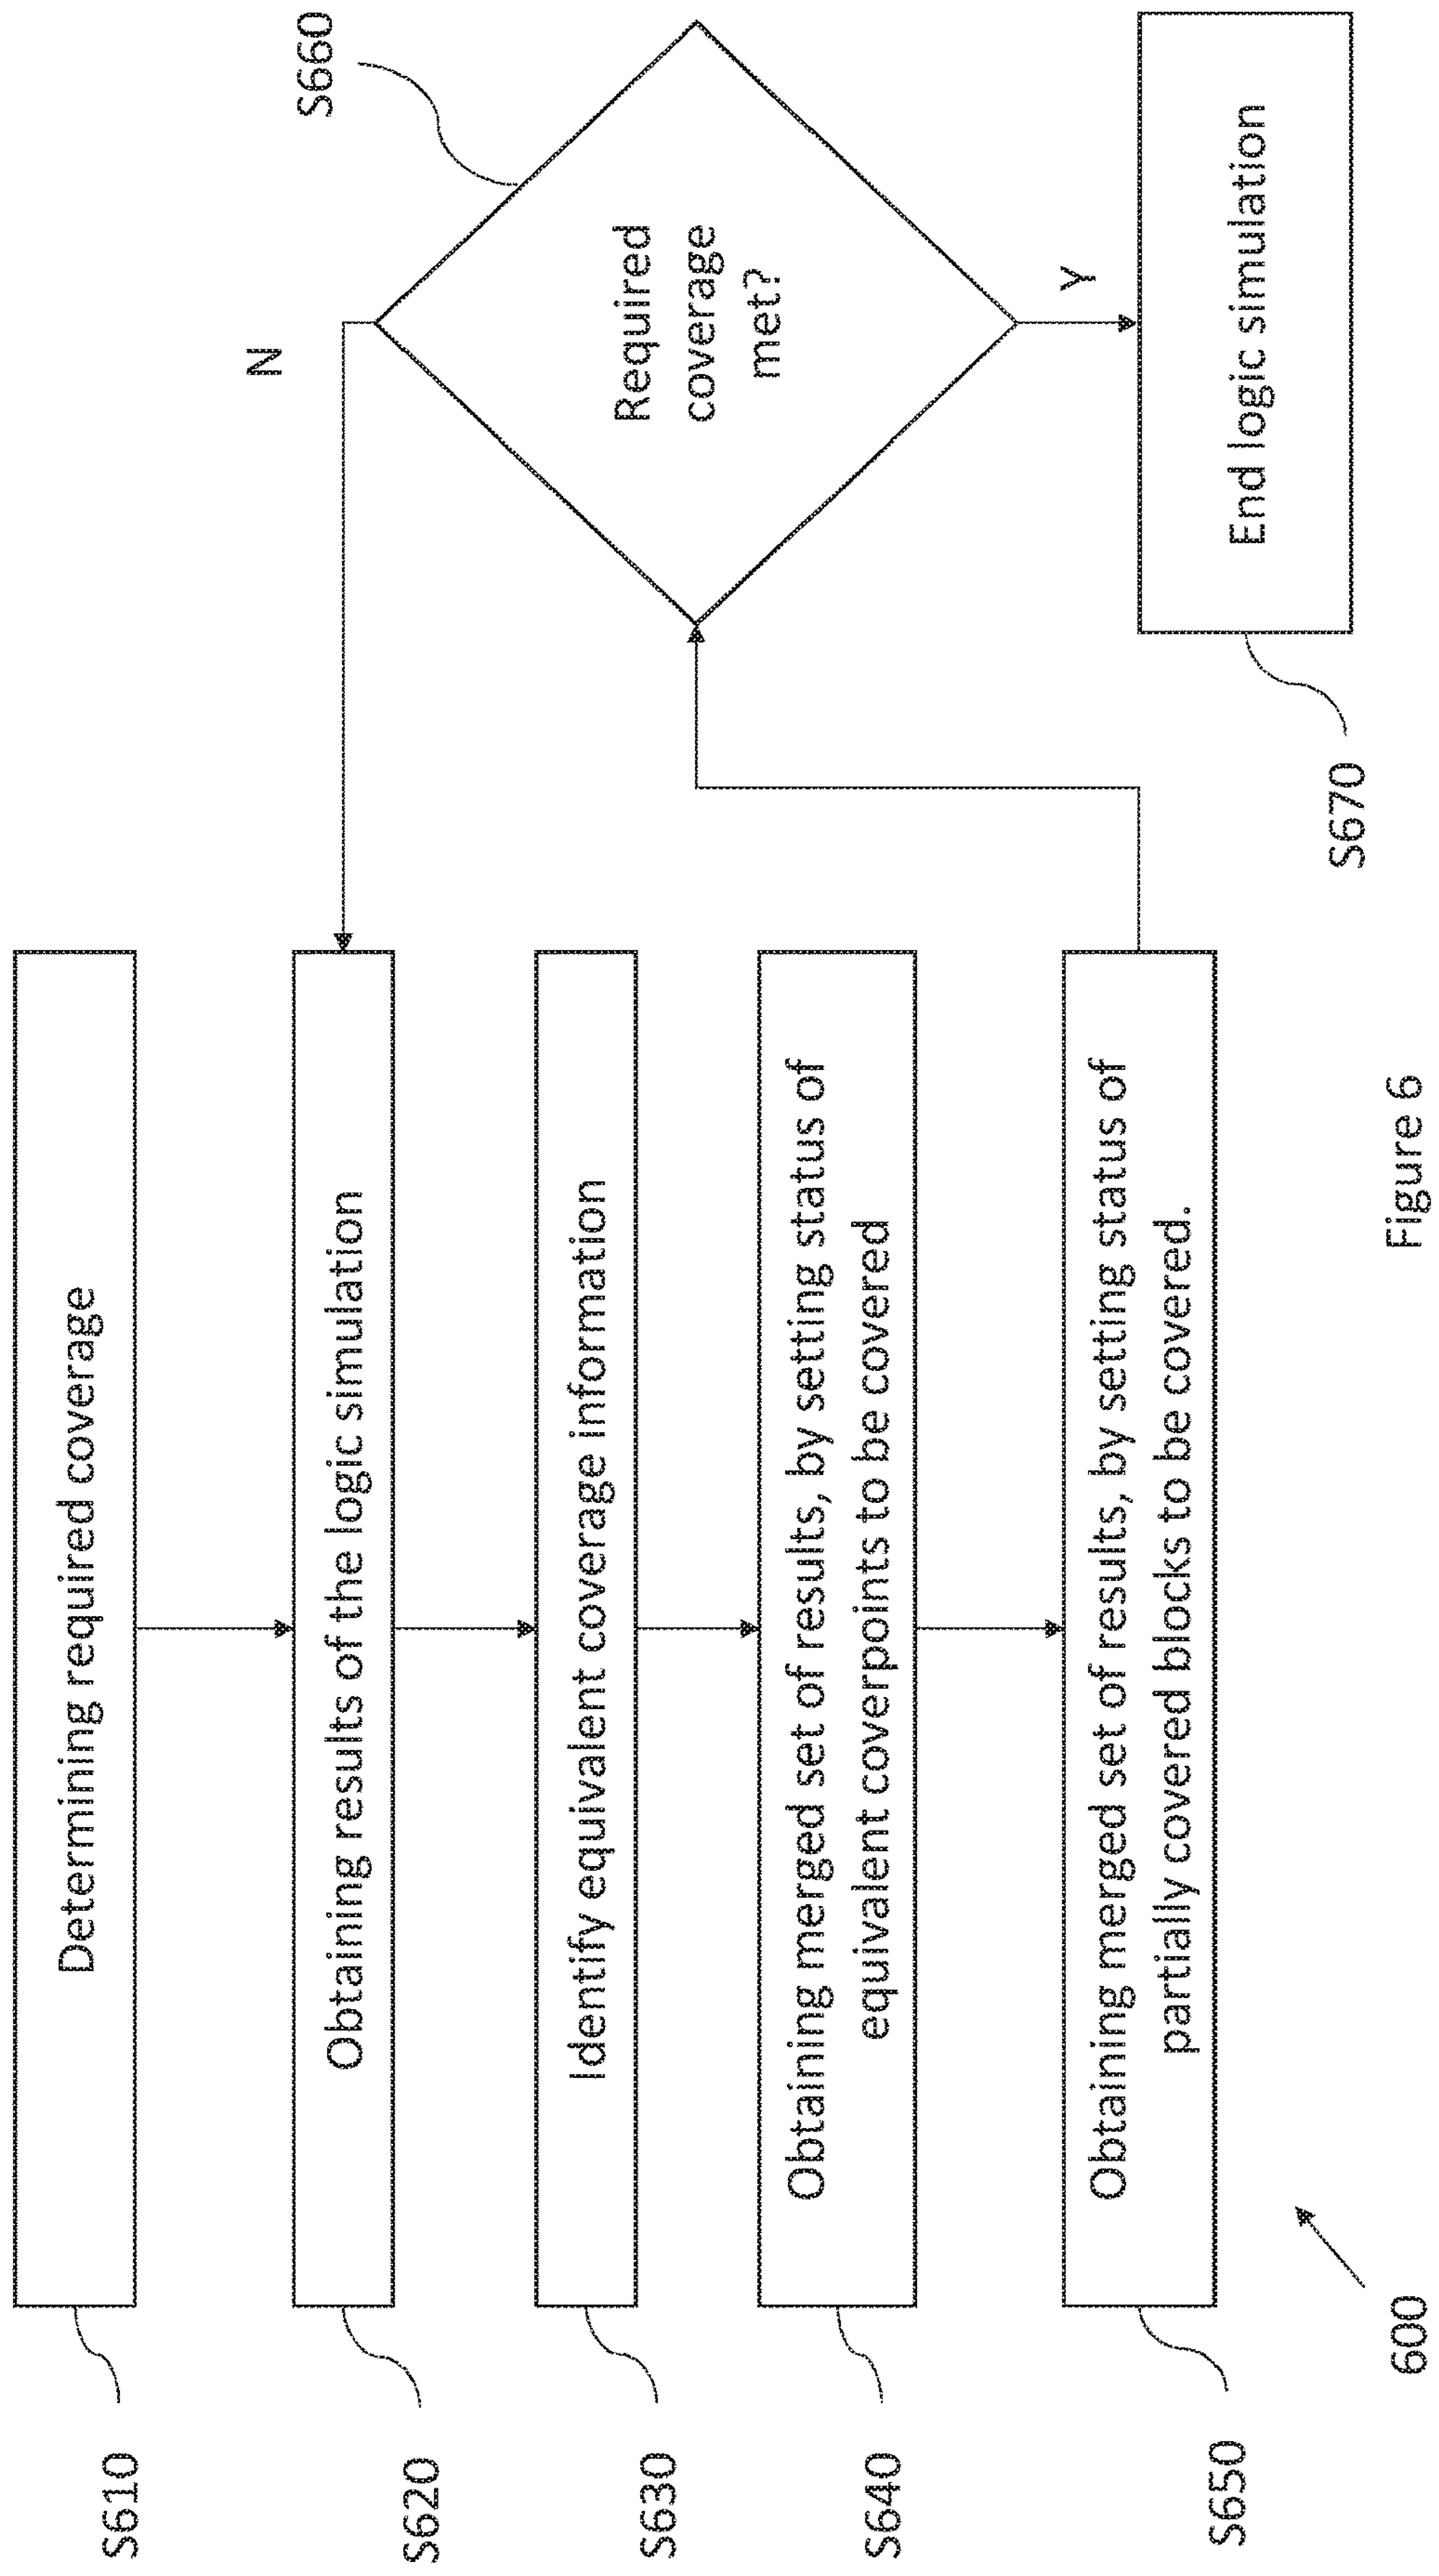 S610
Determining required coverage
S620
Obtaining results of the logic simulation
S630
Identify equivalent coverage information
S640
Obtaining merged set of results, by setting status of
equivalent coverpoints to be covered
S650
Obtaining merged set of results, by setting status of
partially covered blocks to be covered.
N
S660
Required
coverage
met?
Y
S670
End logic simulation
600
Figure 6